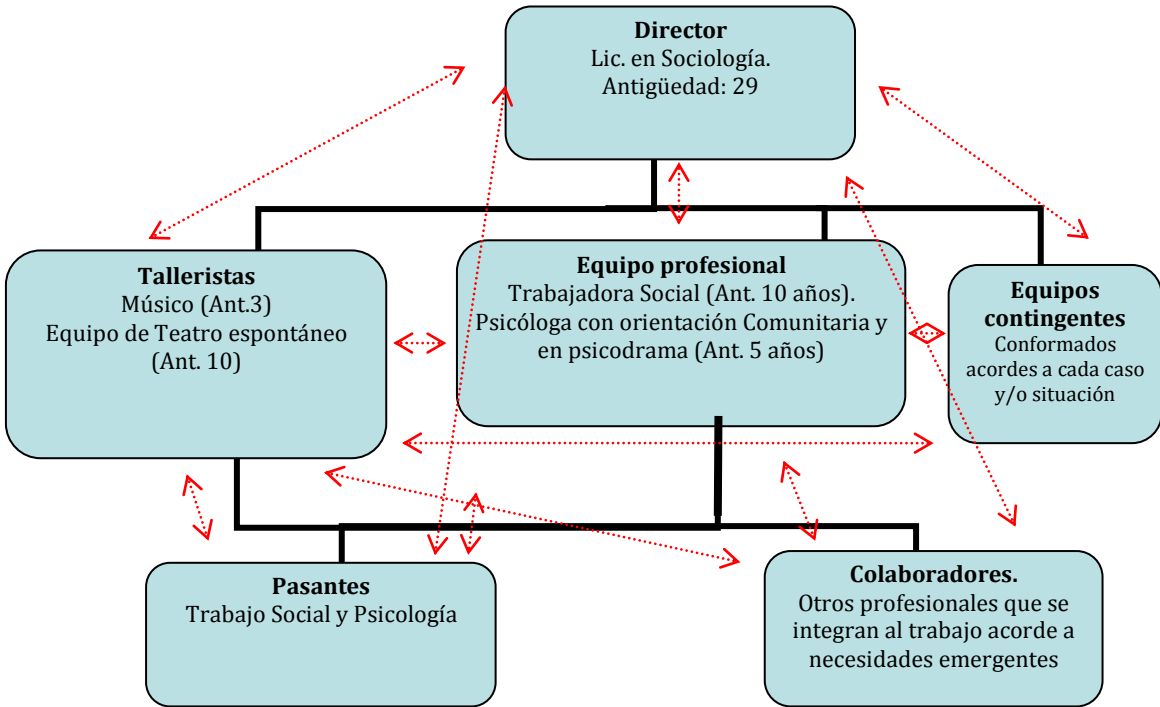 Director
Lic. en Sociología.
Antigüedad: 29
Talleristas
Músico (Ant.3)
Equipo de Teatro espontáneo
(Ant. 10)
Equipo profesional
Trabajadora Social (Ant. 10 años).
Psicóloga con orientación Comunitaria y
en psicodrama (Ant. 5 años)
Equipos
contingentes
Conformados
acordes a cada caso
y/o situación
Pasantes
Trabajo Social y Psicología
Colaboradores.
Otros profesionales que se
integran al trabajo acorde a
necesidades emergentes